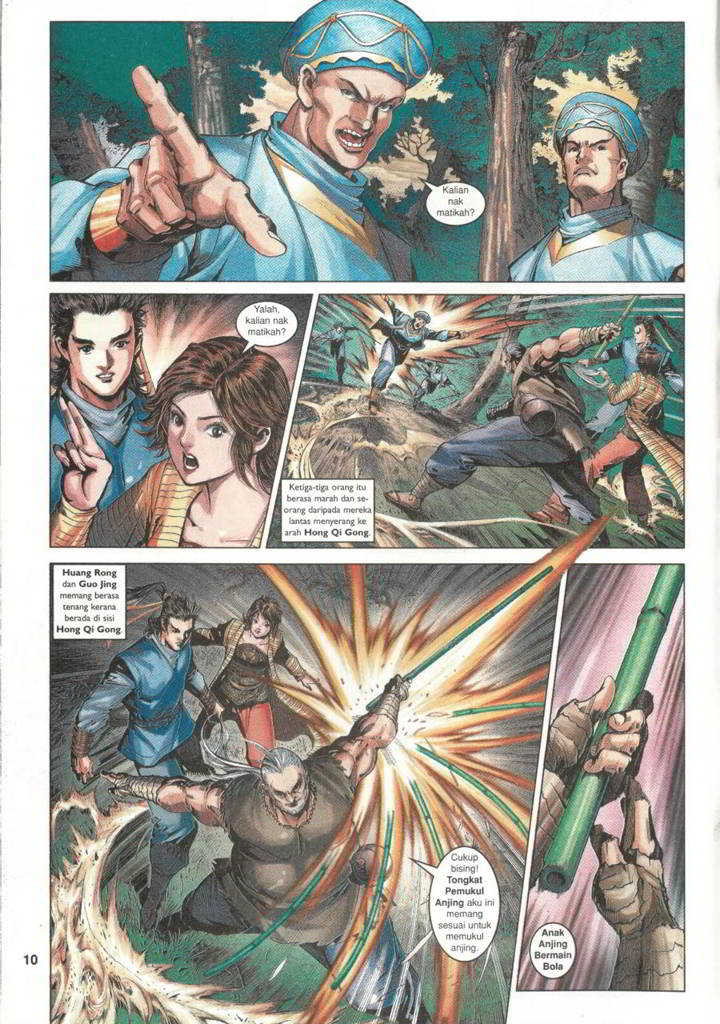 Kalian
nak
matikah?
Yalah,
kalian nak
matikah?
Ketiga-tiga orang itu
berasa marah dan se-
orang daripada mereka
lantas menyerang ke
arah Hong Qi Gong.
Huang Rong
dan Guo Jing
memang berasa
tenang kerana
berada di sisi
Hong Qi Gong.
Cukup
bising!
Tongkat
Pemukul
Anjing aku ini
memang
sesuai untuk
memukul
anjing.
Anak
Anjing
Bermain
Bola
10